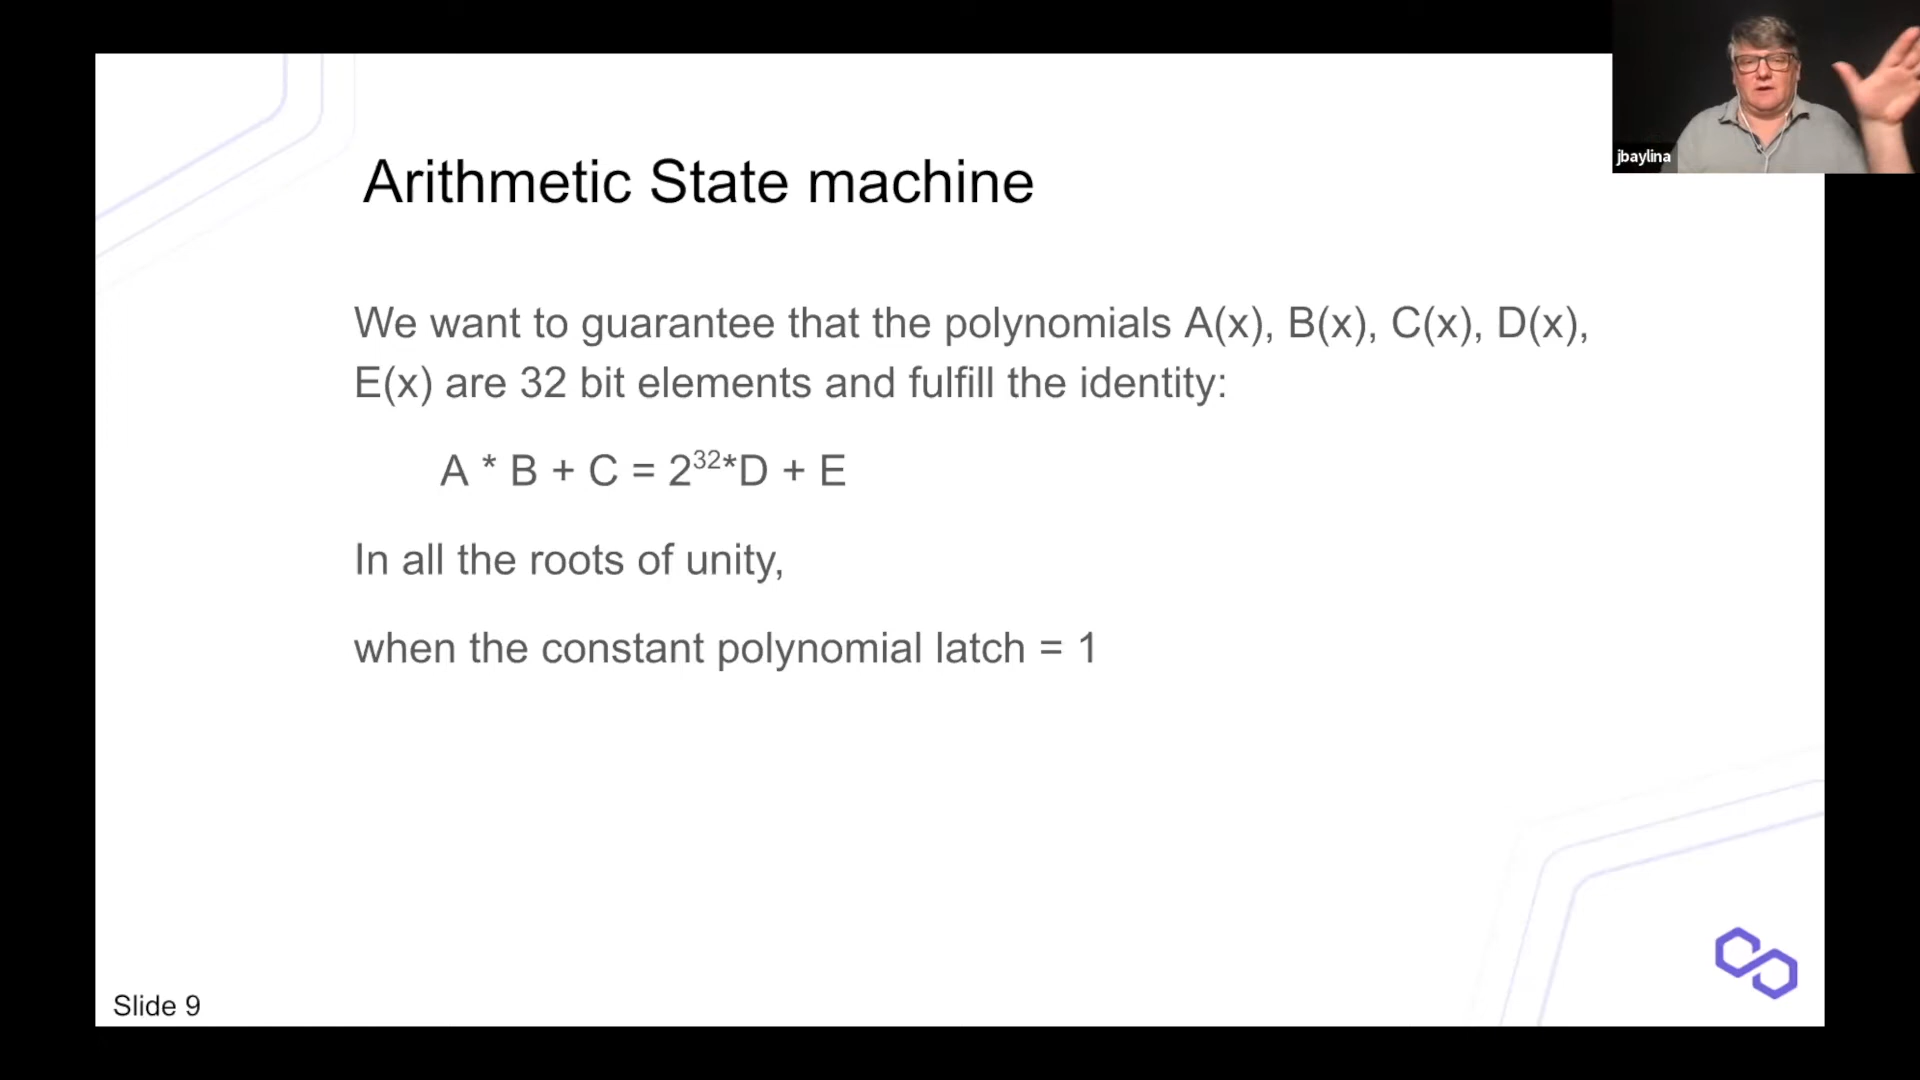 jbaylina
Arithmetic State machine
We want to guarantee that the polynomials A(x), B(x), C(x), D(x),
E(x) are 32 bit elements and fulfill the identity:
A * B + C = 2³²*D + E
In all the roots of unity,
when the constant polynomial latch = 1
Slide 9